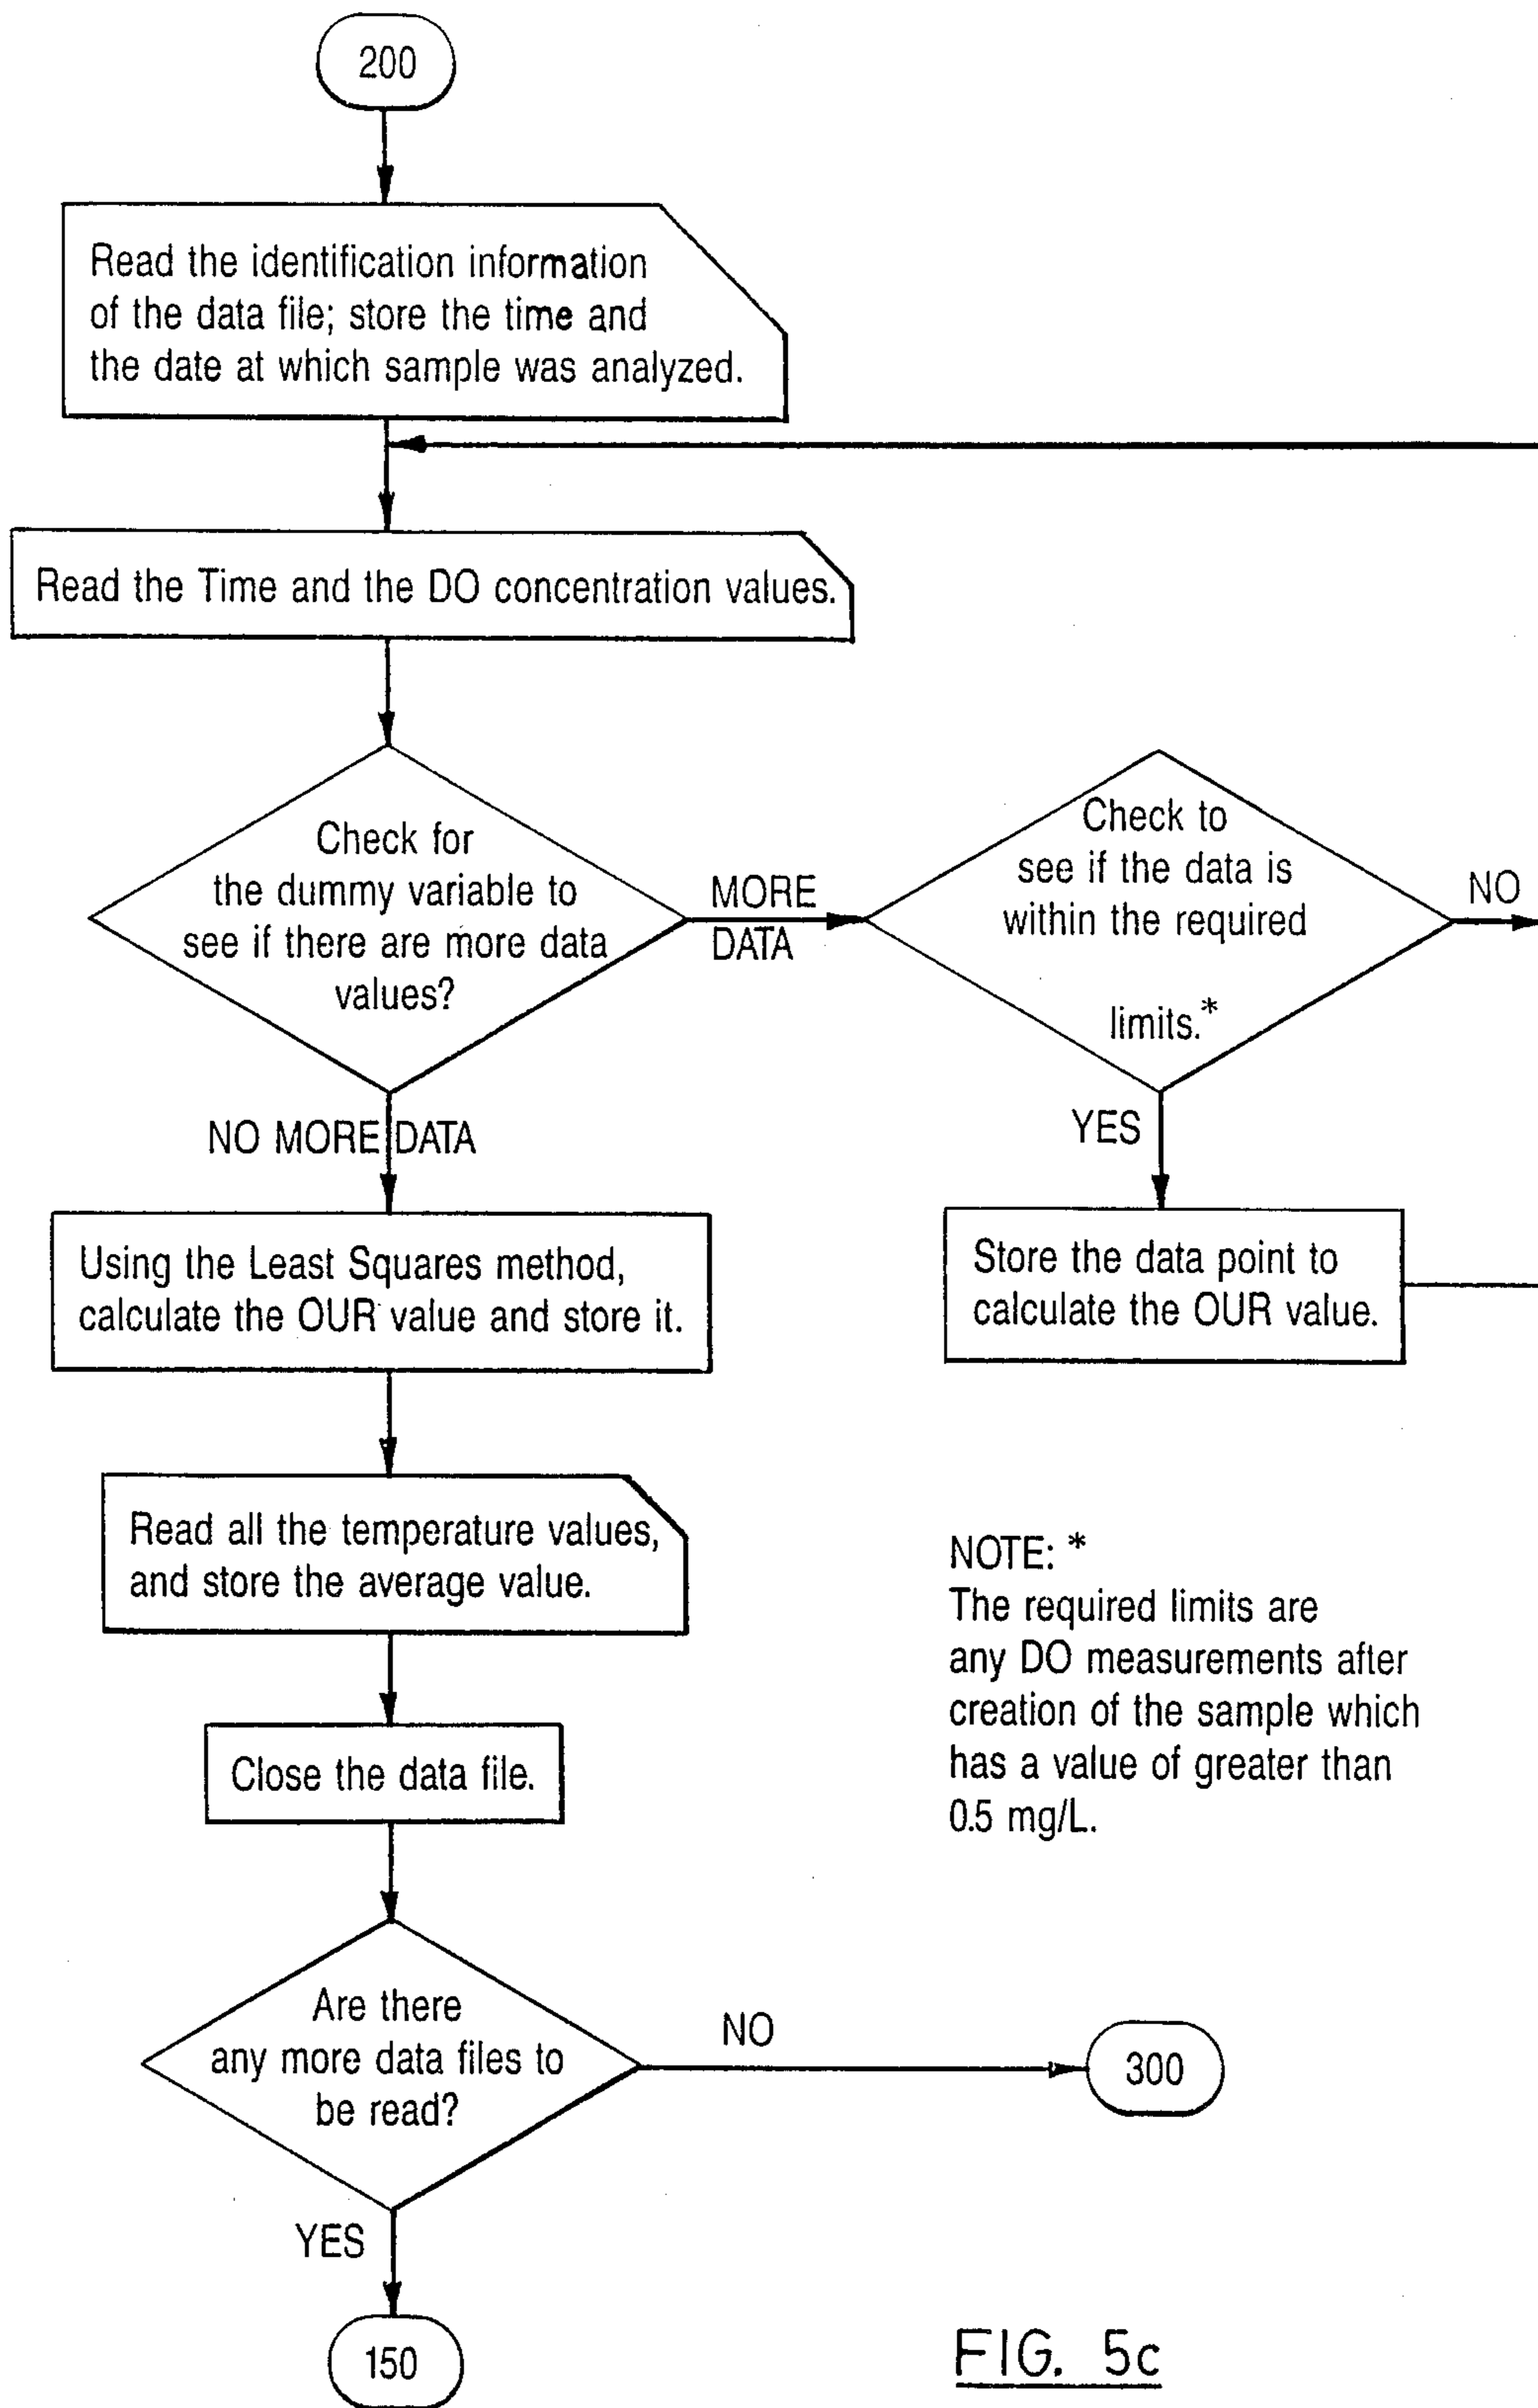 200
Read the identification information
of the data file; store the time and
the date at which sample was analyzed.
Read the Time and the DO concentration values.
Check for
the dummy variable to
see if there are more data
values?
MORE
DATA
Check to
see if the data is
within the required
limits.*
NO
NO MORE DATA
YES
Using the Least Squares method,
calculate the OUR value and store it.
Store the data point to
calculate the OUR value.
Read all the temperature values,
and store the average value.
NOTE: *
The required limits are
any DO measurements after
creation of the sample which
has a value of greater than
0.5 mg/L.
Close the data file.
Are there
any more data files to
be read?
NO
300
YES
150
FIG. 5c